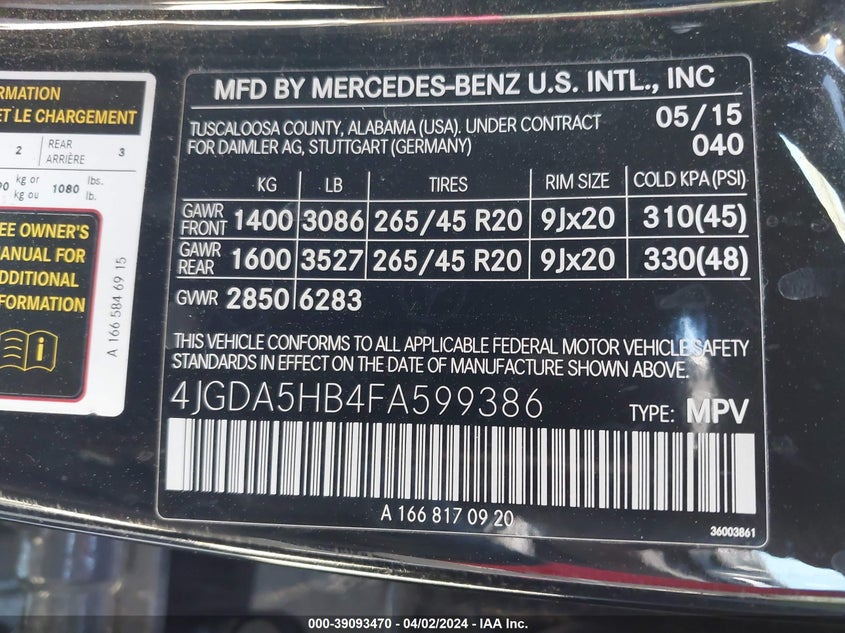 RMATION
ET LE CHARGEMENT
2 REAR ARRIÈRE 3
kg or kg ou 1080 lbs. lb.
EE OWNER'S
MANUAL FOR
DDITIONAL
FORMATION
i
A 166 584 69 15
MFD BY MERCEDES-BENZ U.S. INTL., INC
TUSCALOOSA COUNTY, ALABAMA (USA). UNDER CONTRACT
FOR DAIMLER AG, STUTTGART (GERMANY)
05/15
040
KG LB TIRES RIM SIZE COLD KPA(PSI)
GAWR FRONT 1400 3086 265/45 R20 9Jx20 310(45)
GAWR REAR 1600 3527 265/45 R20 9Jx20 330(48)
GVWR 2850 6283
THIS VEHICLE CONFORMS TO ALL APPLICABLE FEDERAL MOTOR VEHICLE SAFETY
STANDARDS IN EFFECT ON THE DATE OF MANUFACTURE SHOWN ABOVE.
4JGDA5HB4FA599386 TYPE: MPV
A 166 817 09 20
36003861
000-39093470 - 04/02/2024 - IAA Inc.